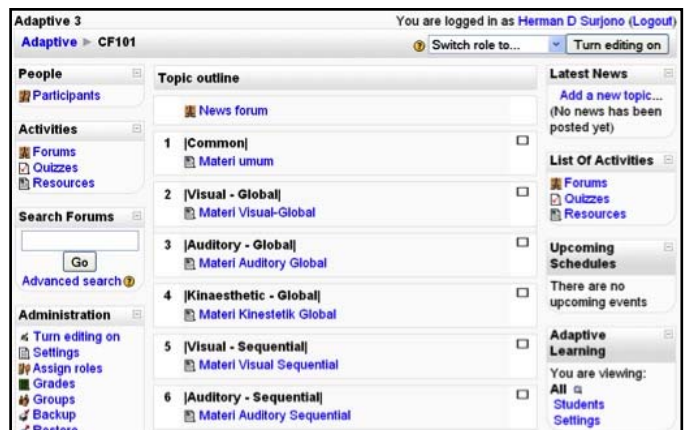 Adaptive 3
You are logged in as Herman D Surjono (Logout)
Adaptive ► CF101
Switch role to...
Turn editing on
People
Participants
Activities
Forums
Quizzes
Resources
Search Forums
Go
Advanced search
Administration
Turn editing on
Settings
Assign roles
Grades
Groups
Backup
Restore
Topic outline
News forum
1 |Common|
Materi umum
2 |Visual - Global|
Materi Visual-Global
3 |Auditory - Global|
Materi Auditory Global
4 |Kinaesthetic - Global|
Materi Kinestetik Global
5 |Visual - Sequential|
Materi Visual Sequential
6 |Auditory - Sequential|
Materi Auditory Sequential
Latest News
Add a new topic...
(No news has been
posted yet)
List Of Activities
Forums
Quizzes
Resources
Upcoming
Schedules
There are no
upcoming events
Adaptive
Learning
You are viewing:
All
Students
Settings